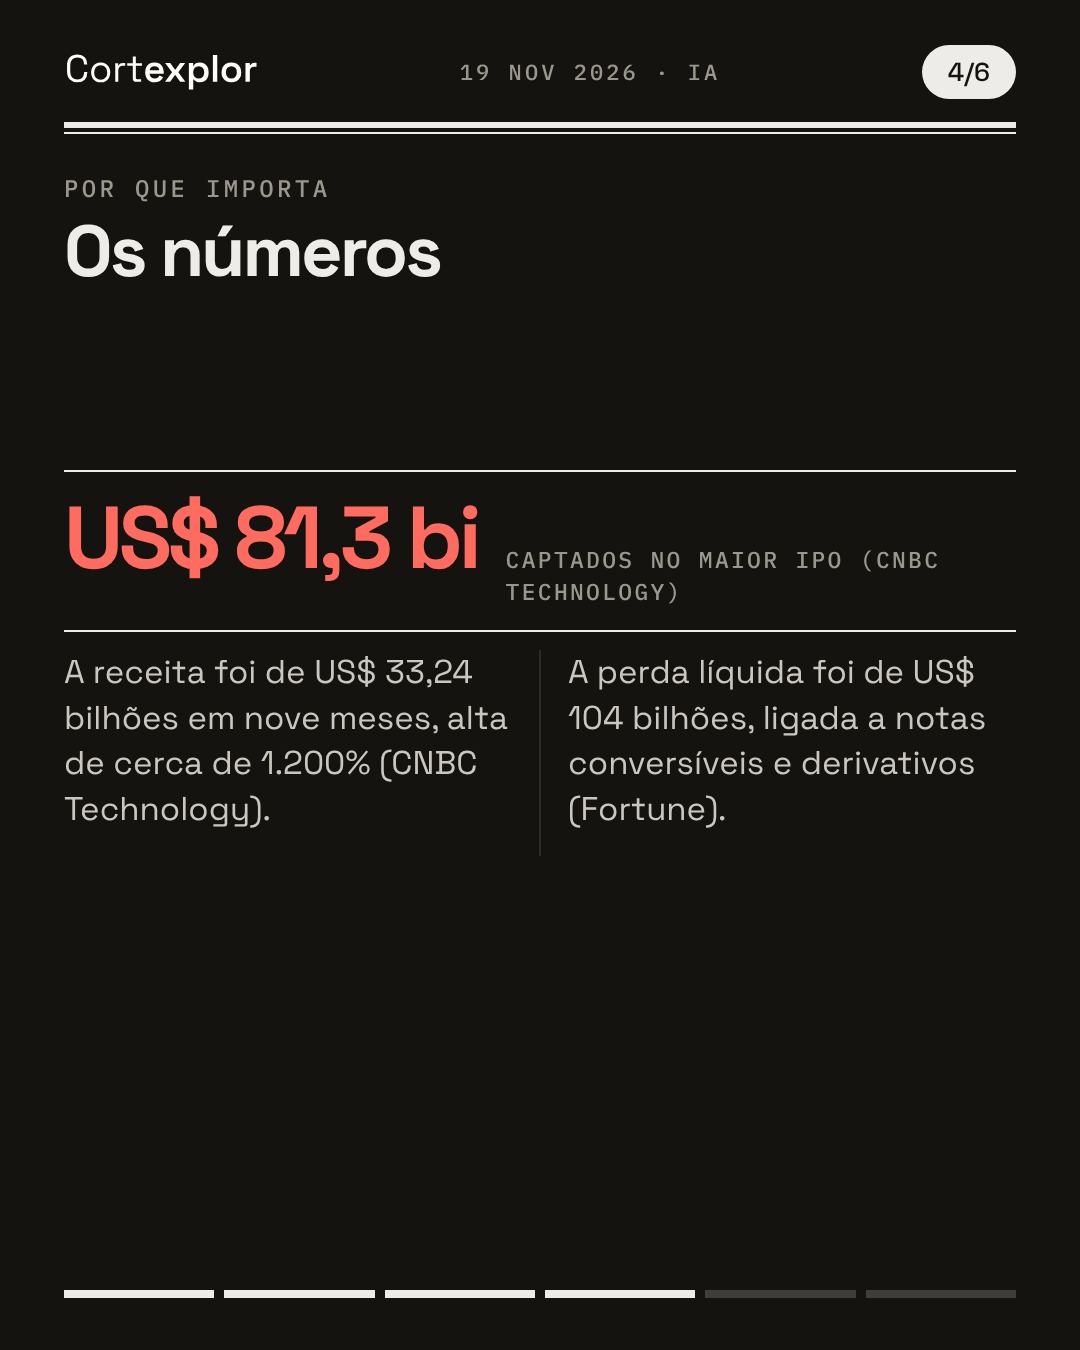 Cortexplor
19 NOV 2026 · IA
4/6
POR QUE IMPORTA
Os números
US$ 81,3 bi
CAPTADOS NO MAIOR IPO (CNBC
TECHNOLOGY)
A receita foi de US$ 33,24
bilhões em nove meses, alta
de cerca de 1.200% (CNBC
Technology).
A perda líquida foi de US$
104 bilhões, ligada a notas
conversíveis e derivativos
(Fortune).